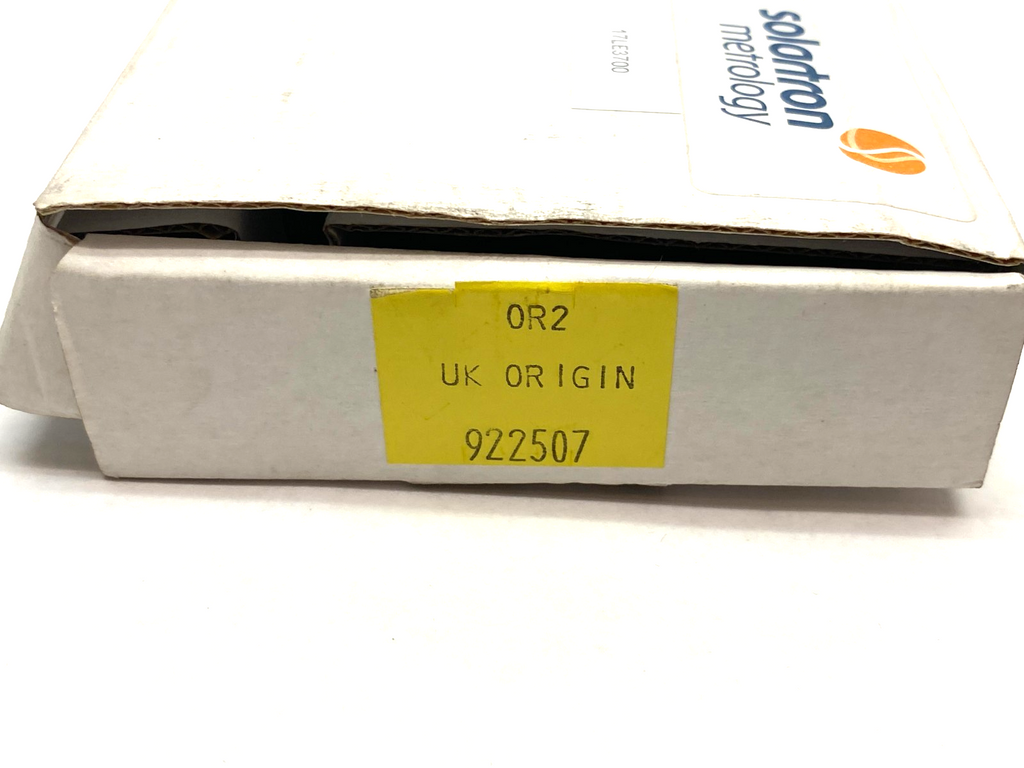 solartron
metrology
17LE3700
OR2
UK ORIGIN
922507